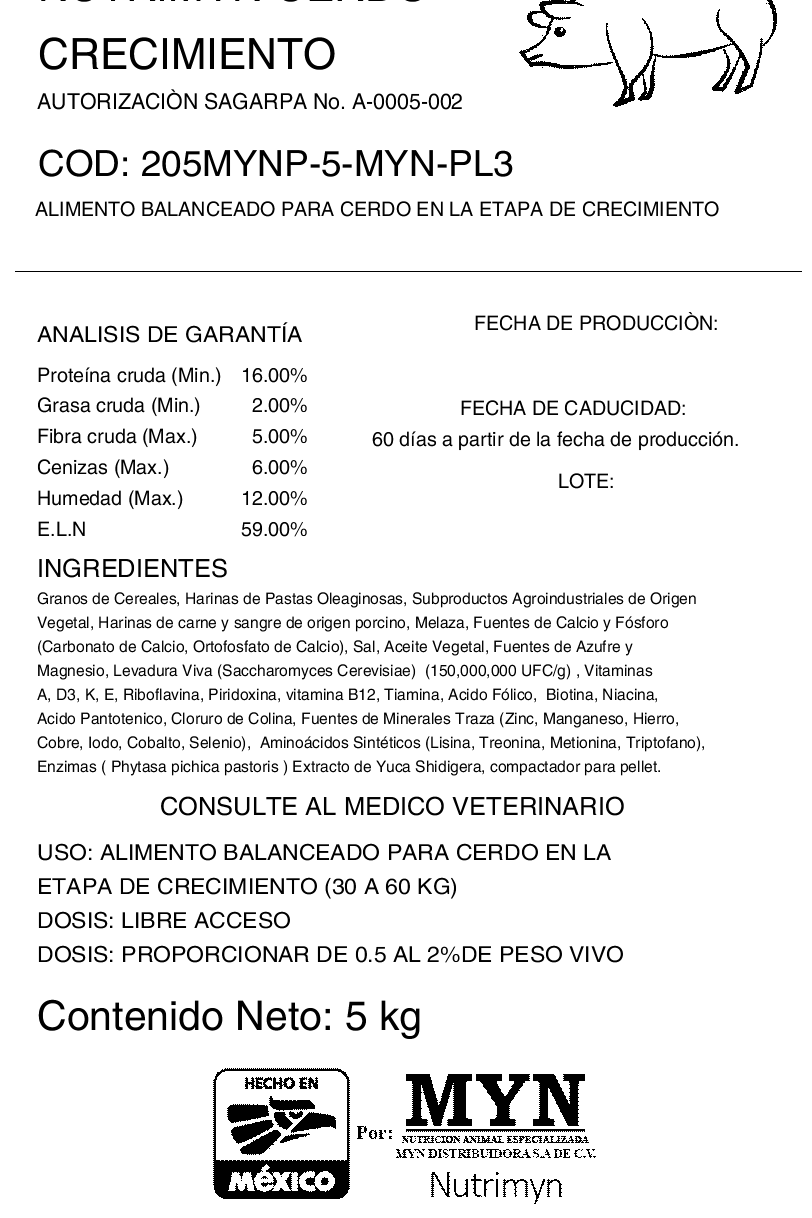 CRECIMIENTO
AUTORIZACIÒN SAGARPA No. A-0005-002
COD: 205MYNP-5-MYN-PL3
ALIMENTO BALANCEADO PARA CERDO EN LA ETAPA DE CRECIMIENTO
ANALISIS DE GARANTÍA
Proteína cruda (Min.) 16.00%
Grasa cruda (Min.) 2.00%
Fibra cruda (Max.) 5.00%
Cenizas (Max.) 6.00%
Humedad (Max.) 12.00%
E.L.N 59.00%
FECHA DE PRODUCCIÒN:
FECHA DE CADUCIDAD:
60 días a partir de la fecha de producción.
LOTE:
INGREDIENTES
Granos de Cereales, Harinas de Pastas Oleaginosas, Subproductos Agroindustriales de Origen
Vegetal, Harinas de carne y sangre de origen porcino, Melaza, Fuentes de Calcio y Fósforo
(Carbonato de Calcio, Ortofosfato de Calcio), Sal, Aceite Vegetal, Fuentes de Azufre y
Magnesio, Levadura Viva (Saccharomyces Cerevisiae) (150,000,000 UFC/g) , Vitaminas
A, D3, K, E, Riboflavina, Piridoxina, vitamina B12, Tiamina, Acido Fólico, Biotina, Niacina,
Acido Pantotenico, Cloruro de Colina, Fuentes de Minerales Traza (Zinc, Manganeso, Hierro,
Cobre, Iodo, Cobalto, Selenio), Aminoácidos Sintéticos (Lisina, Treonina, Metionina, Triptofano),
Enzimas ( Phytasa pichica pastoris ) Extracto de Yuca Shidigera, compactador para pellet.
CONSULTE AL MEDICO VETERINARIO
USO: ALIMENTO BALANCEADO PARA CERDO EN LA
ETAPA DE CRECIMIENTO (30 A 60 KG)
DOSIS: LIBRE ACCESO
DOSIS: PROPORCIONAR DE 0.5 AL 2%DE PESO VIVO
Contenido Neto: 5 kg
HECHO EN
MéXICO
Por:
MYN
NUTRICION ANIMAL ESPECIALIZADA
MYN DISTRIBUIDORA S.A DE C.V.
Nutrimyn